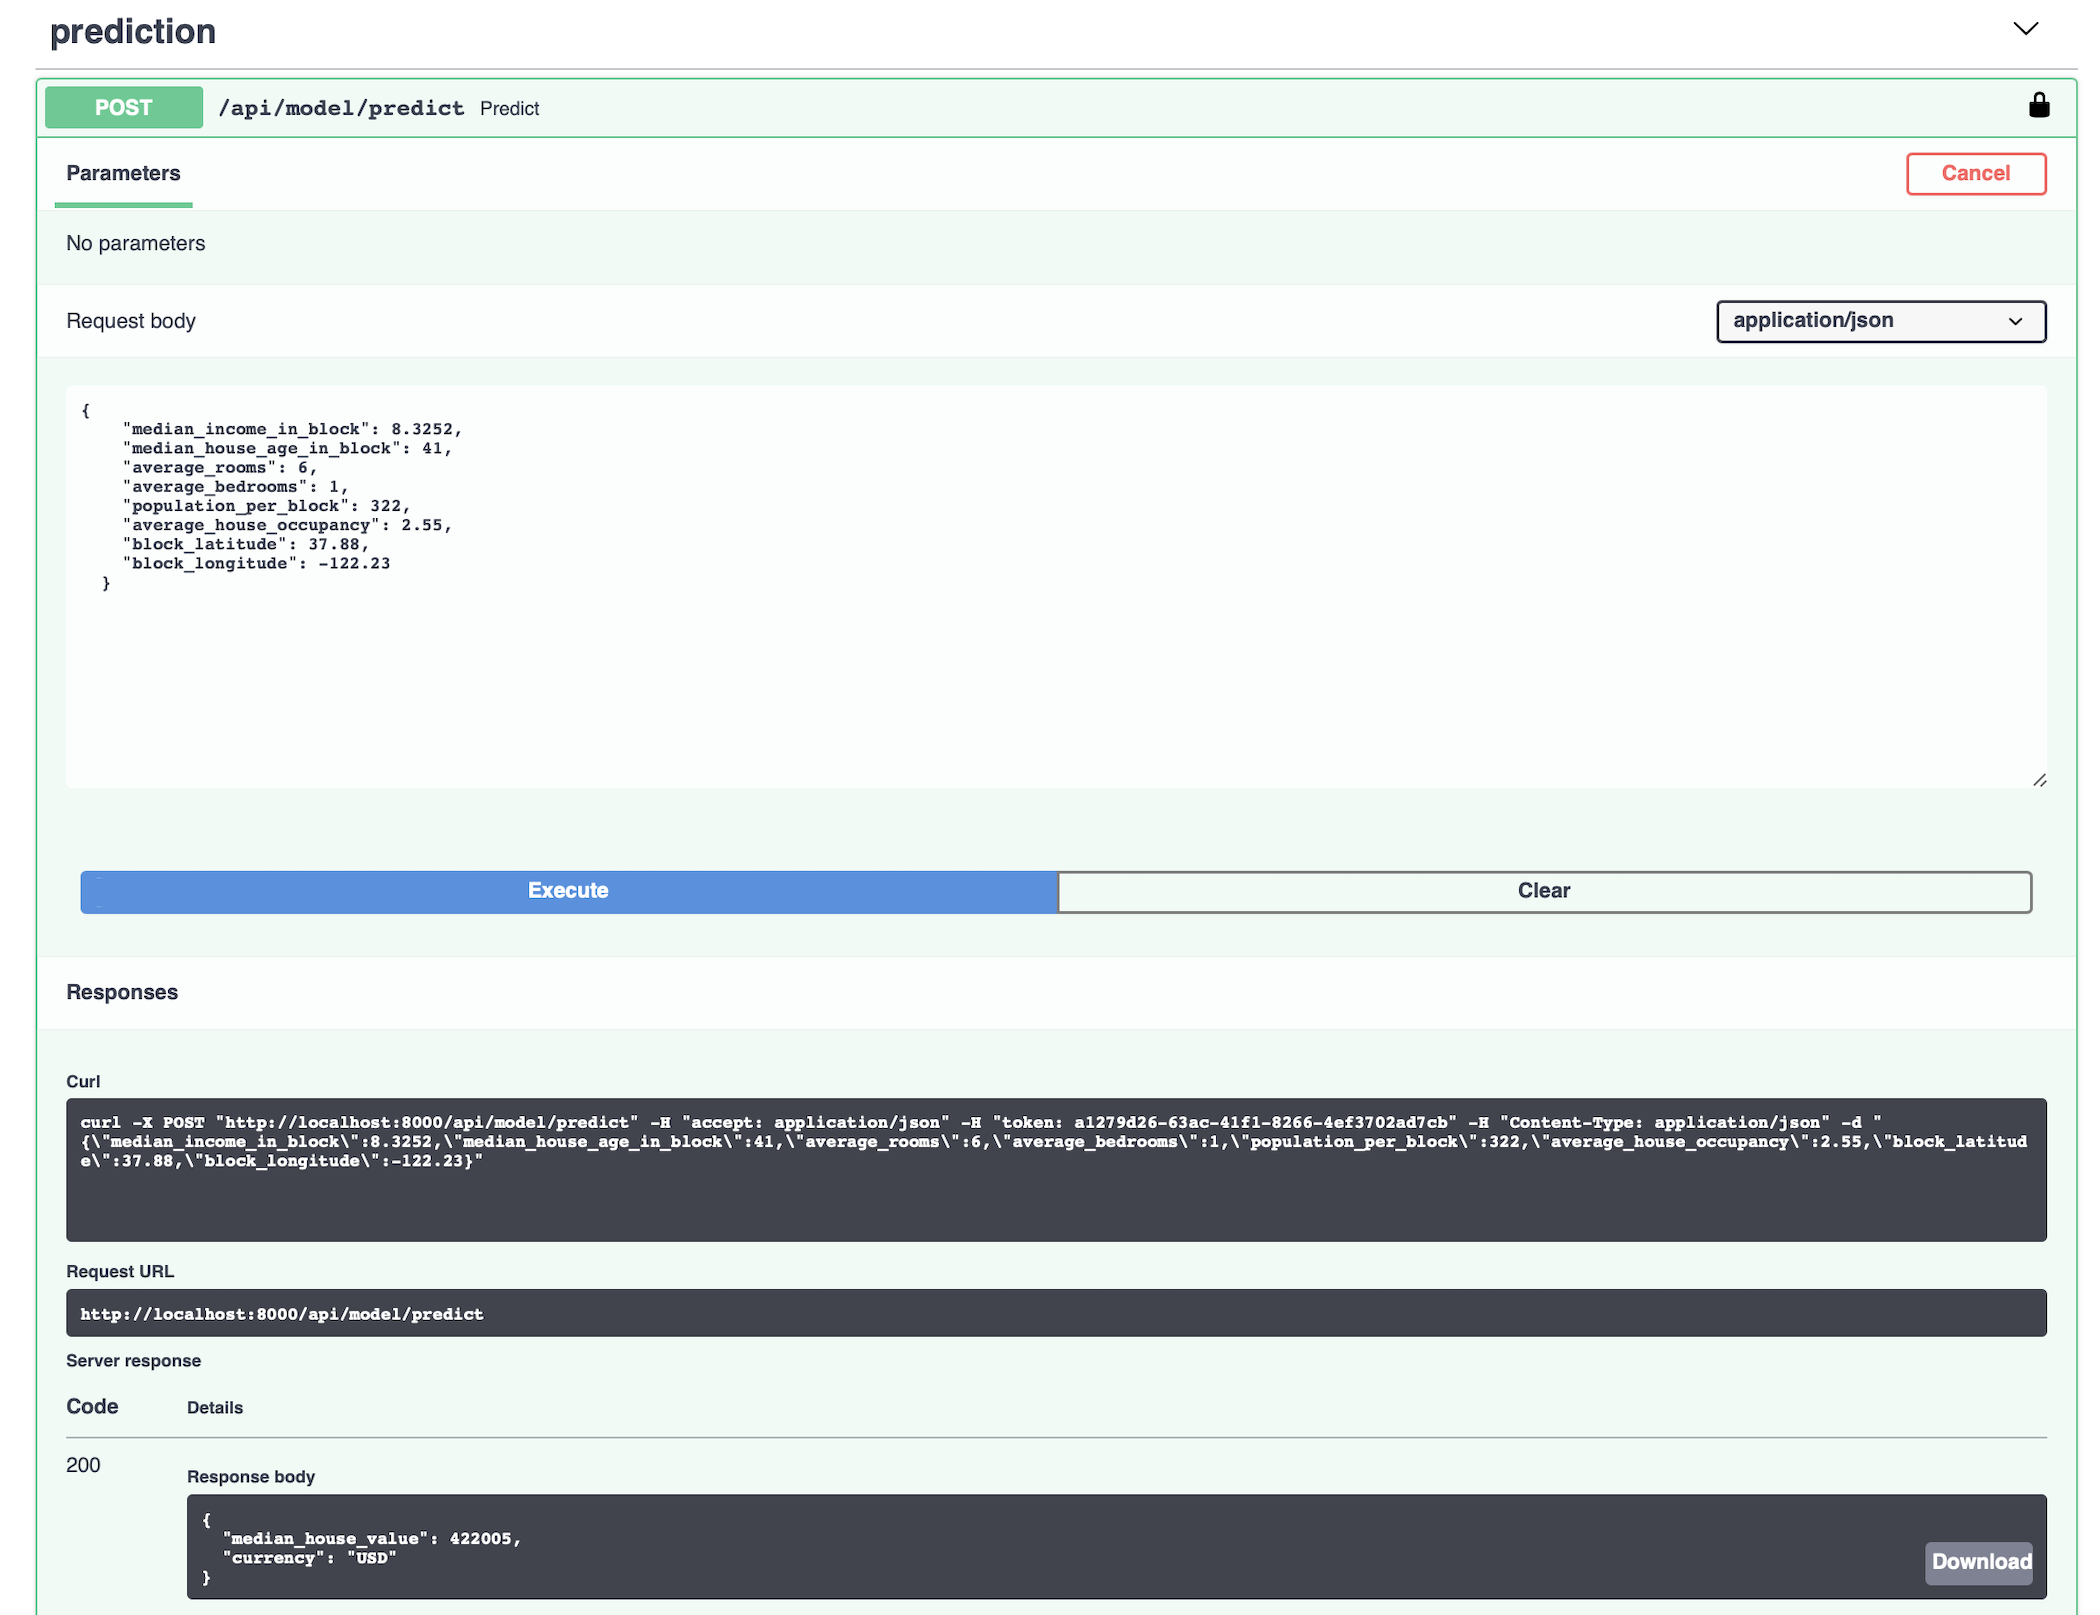 prediction
POST /api/model/predict Predict
Parameters
Cancel
No parameters
Request body
application/json
{
"median_income_in_block": 8.3252,
"median_house_age_in_block": 41,
"average_rooms": 6,
"average_bedrooms": 1,
"population_per_block": 322,
"average_house_occupancy": 2.55,
"block_latitude": 37.88,
"block_longitude": -122.23
}
Execute
Clear
Responses
Curl
curl -X POST "http://localhost:8000/api/model/predict" -H "accept: application/json" -H "token: a1279d26-63ac-41f1-8266-4ef3702ad7cb" -H "Content-Type: application/json" -d "
{\"median_income_in_block\":8.3252,\"median_house_age_in_block\":41,\"average_rooms\":6,\"average_bedrooms\":1,\"population_per_block\":322,\"average_house_occupancy\":2.55,\"block_latitud
e\":37.88,\"block_longitude\":-122.23}"
Request URL
http://localhost:8000/api/model/predict
Server response
Code Details
200
Response body
{
"median_house_value": 422005,
"currency": "USD"
}
Download